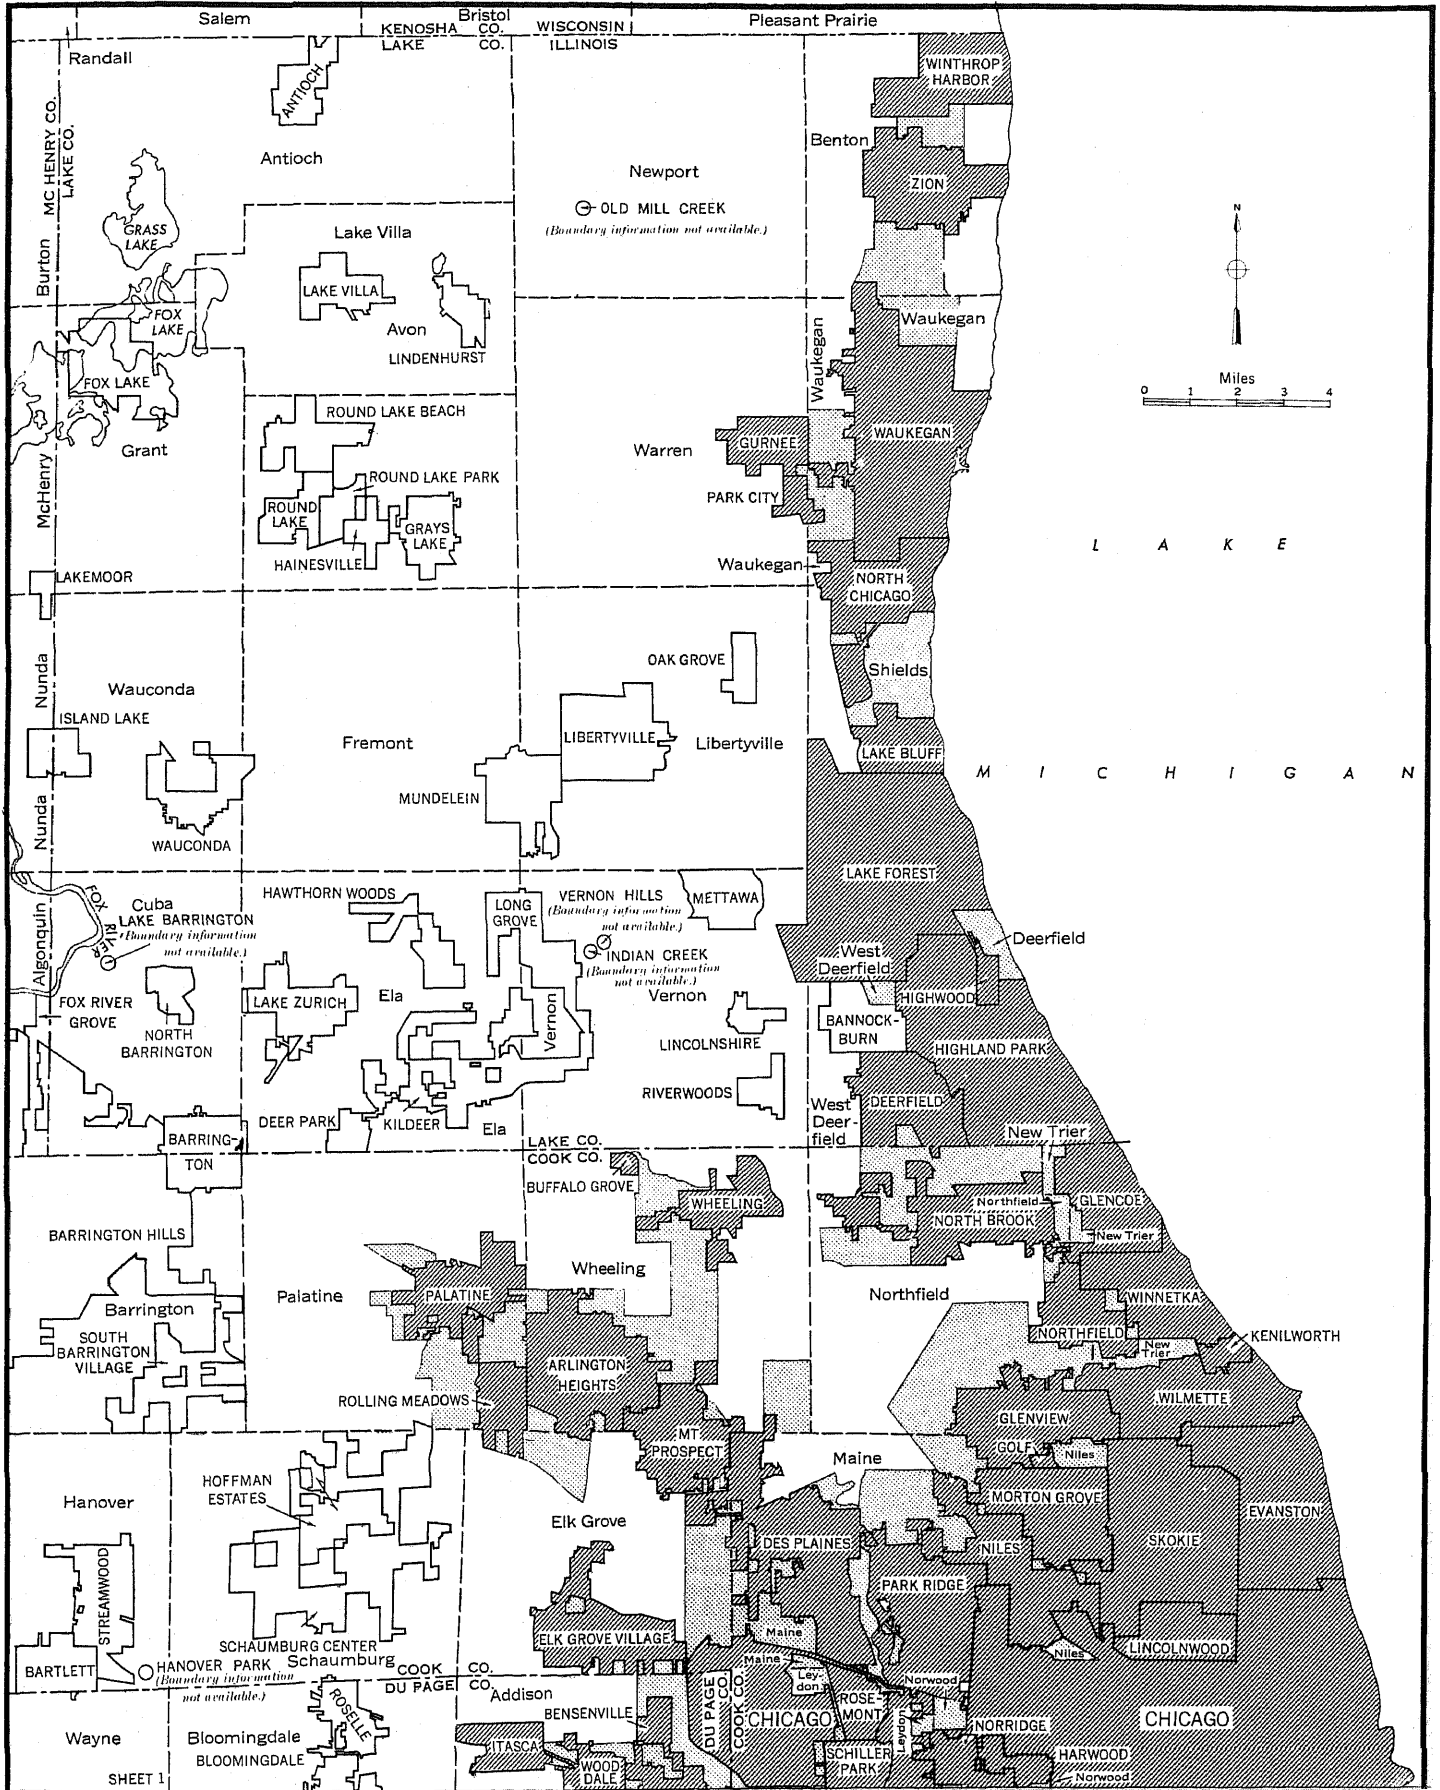 Salem
Bristol
Pleasant Prairie
KENOSHA CO. WISCONSIN
LAKE CO. ILLINOIS
Randall
MC HENRY CO.
LAKE CO.
ANTIOCH
WINTHROP
HARBOR
Benton
Antioch
Newport
ZION
OLD MILL CREEK
(Boundary information not available.)
N
GRASS
LAKE
Lake Villa
Burton
LAKE VILLA
FOX
LAKE
Avon
LINDENHURST
Waukegan
Waukegan
FOX LAKE
Miles
0 1 2 3 4
ROUND LAKE BEACH
Grant
Warren
GURNEE
WAUKEGAN
McHenry
ROUND LAKE PARK
PARK CITY
ROUND
LAKE
GRAYS
LAKE
HAINESVILLE
LAKE
Waukegan
LAKEMOOR
NORTH
CHICAGO
Nunda
OAK GROVE
Shields
Wauconda
ISLAND LAKE
Fremont
LIBERTYVILLE
Libertyville
LAKE BLUFF
MICHIGAN
MUNDELEIN
Nunda
WAUCONDA
LAKE FOREST
HAWTHORN WOODS
LONG
GROVE
VERNON HILLS
(Boundary information
not available.)
METTAWA
FOX RIVER
Cuba
LAKE BARRINGTON
(Boundary information
not available.)
Algonquin
INDIAN CREEK
(Boundary information
not available.)
West
Deerfield
Deerfield
FOX RIVER
GROVE
NORTH
BARRINGTON
LAKE ZURICH
Ela
Vernon
Vernon
HIGHWOOD
BANNOCK-
BURN
LINCOLNSHIRE
HIGHLAND PARK
RIVERWOODS
DEERFIELD
West
Deer-
field
DEER PARK
KILDEER
Ela
BARRING-
TON
LAKE CO.
COOK CO.
New Trier
BUFFALO GROVE
WHEELING
Northfield
GLENCOE
NORTH BROOK
New Trier
BARRINGTON HILLS
Wheeling
Palatine
PALATINE
Northfield
WINNETKA
Barrington
SOUTH
BARRINGTON
VILLAGE
NORTHFIELD
New
Trier
KENILWORTH
ARLINGTON
HEIGHTS
ROLLING MEADOWS
WILMETTE
GLENVIEW
GOLF
Niles
MT
PROSPECT
Maine
HOFFMAN
ESTATES
Hanover
MORTON GROVE
EVANSTON
Elk Grove
DES PLAINES
NILES
SKOKIE
STREAMWOOD
PARK RIDGE
ELK GROVE VILLAGE
Maine
Maine
LINCOLNWOOD
Niles
SCHAUMBURG CENTER
Schaumburg
BARTLETT
HANOVER PARK
(Boundary information
not available.)
COOK CO.
DU PAGE CO.
Ley-
don
Norwood
Addison
ROSELLE
BENSENVILLE
DU PAGE CO.
COOK CO.
CHICAGO
ROSE-
MONT
Leydon
NORRIDGE
CHICAGO
Wayne
Bloomingdale
BLOOMINGDALE
ITASCA
WOOD
DALE
SCHILLER
PARK
HARWOOD
Norwood
SHEET 1